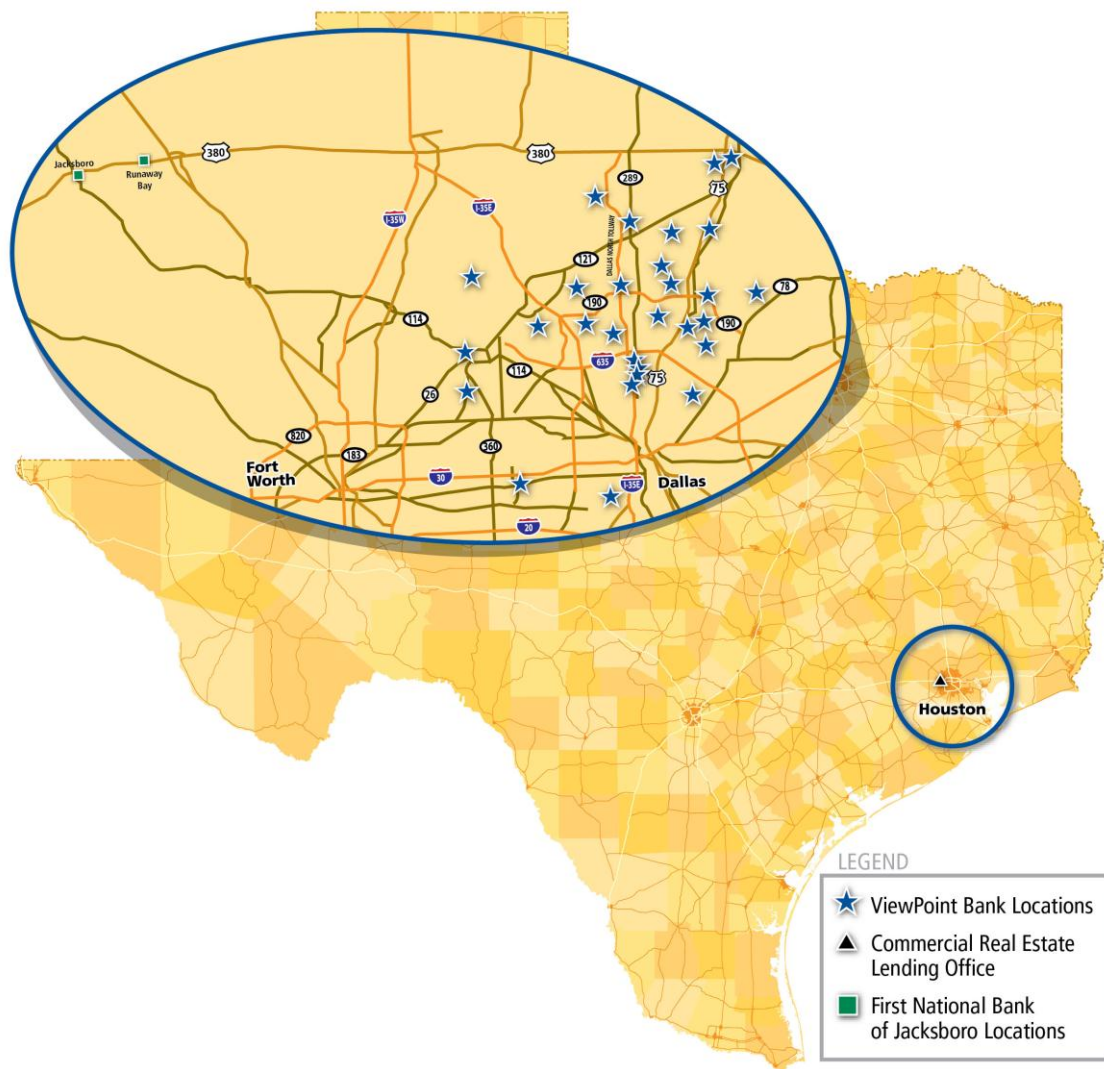 380
380
Jacksboro
Runaway
Bay
289
75
I-35E
I-35W
DALLAS NORTH TOLLWAY
121
78
190
114
190
635
114
75
26
820
360
183
Fort
Worth
30
I-35E
Dallas
20
Houston
LEGEND
ViewPoint Bank Locations
Commercial Real Estate
Lending Office
First National Bank
of Jacksboro Locations